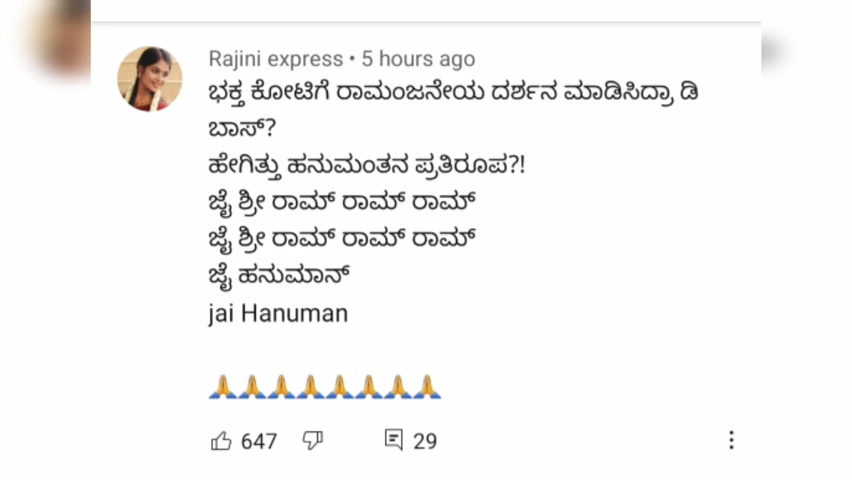 Rajini express • 5 hours ago
ಭಕ್ತ ಕೋಟಿಗೆ ರಾಮಂಜನೇಯ ದರ್ಶನ ಮಾಡಿಸಿದ್ರಾ ಡಿ
ಬಾಸ್?
ಹೇಗಿತ್ತು ಹನುಮಂತನ ಪ್ರತಿರೂಪ?!
ಜೈ ಶ್ರೀ ರಾಮ್ ರಾಮ್ ರಾಮ್
ಜೈ ಶ್ರೀ ರಾಮ್ ರಾಮ್ ರಾಮ್
ಜೈ ಹನುಮಾನ್
jai Hanuman
🙏🙏🙏🙏🙏🙏🙏🙏
647 29